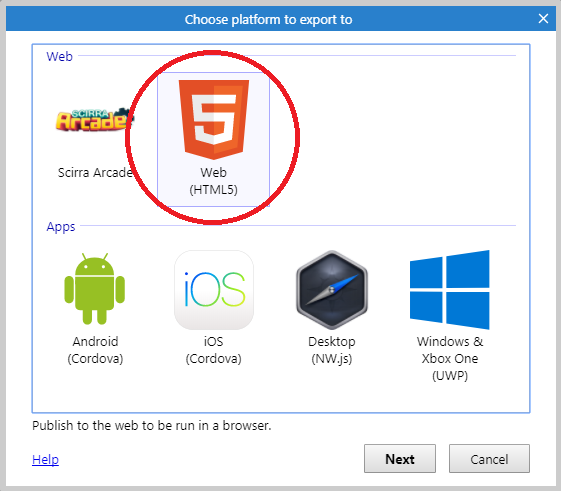 Choose platform to export to
Web
SCIRRA
Arcade
5
Scirra Arcade
Web
(HTML5)
Apps
iOS
Android
(Cordova)
iOS
(Cordova)
Desktop
(NW.js)
Windows &
Xbox One
(UWP)
Publish to the web to be run in a browser.
Help
Next
Cancel